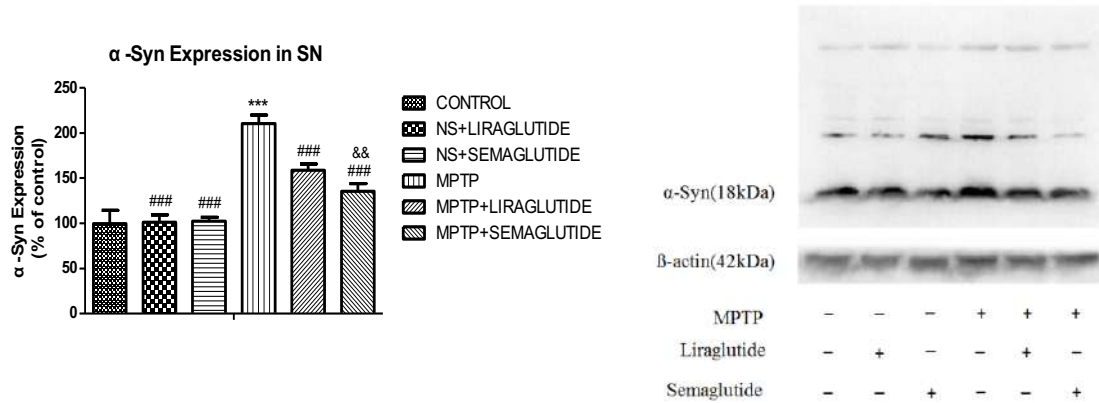 α -Syn Expression in SN
α -Syn Expression
(% of control)
250
200
150
100
50
0
###
###
***
###
&&
###
CONTROL
NS+LIRAGLUTIDE
NS+SEMAGLUTIDE
MPTP
MPTP+LIRAGLUTIDE
MPTP+SEMAGLUTIDE
α-Syn(18kDa)
ß-actin(42kDa)
MPTP – – – + + +
Liraglutide – + – – + –
Semaglutide – – + – – +